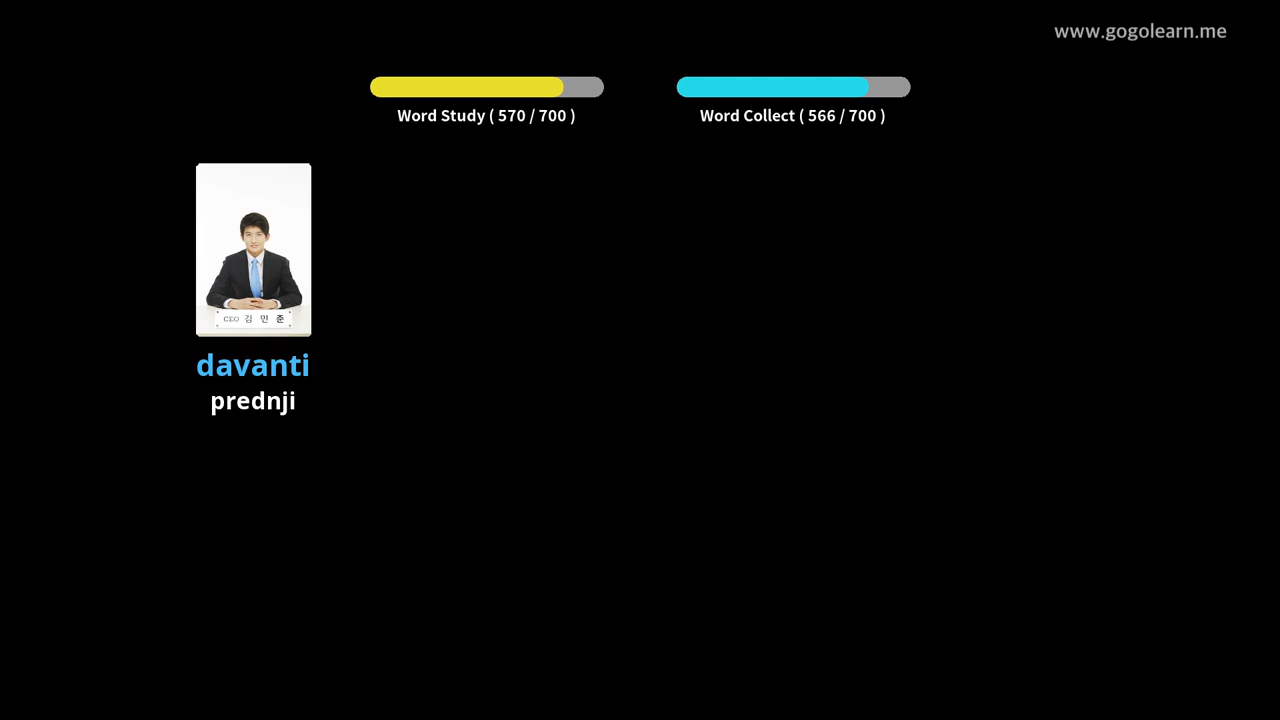 www.gogolearn.me
Word Study ( 570 / 700 )
Word Collect ( 566 / 700 )
CEO 김 민 준
davanti
prednji